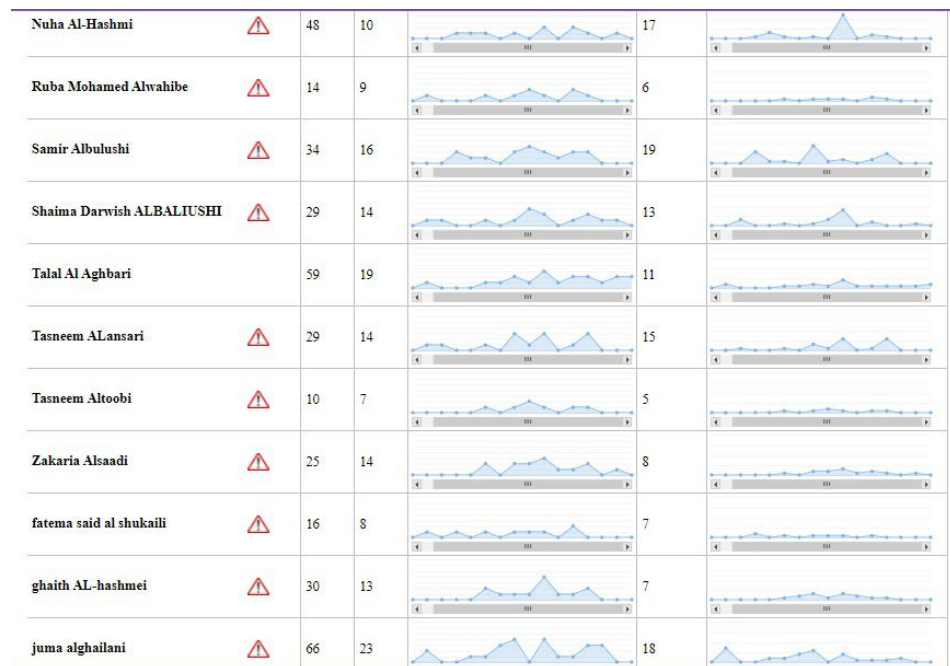 Nuha Al-Hashmi 48 10 17
Ruba Mohamed Alwahibe 14 9 6
Samir Albulushi 34 16 19
Shaima Darwish ALBALIUSHI 29 14 13
Talal Al Aghbari 59 19 11
Tasneem ALansari 29 14 15
Tasneem Altoobi 10 7 5
Zakaria Alsaadi 25 14 8
fatema said al shukaili 16 8 7
ghaith AL-hashmei 30 13 7
juma alghailani 66 23 18